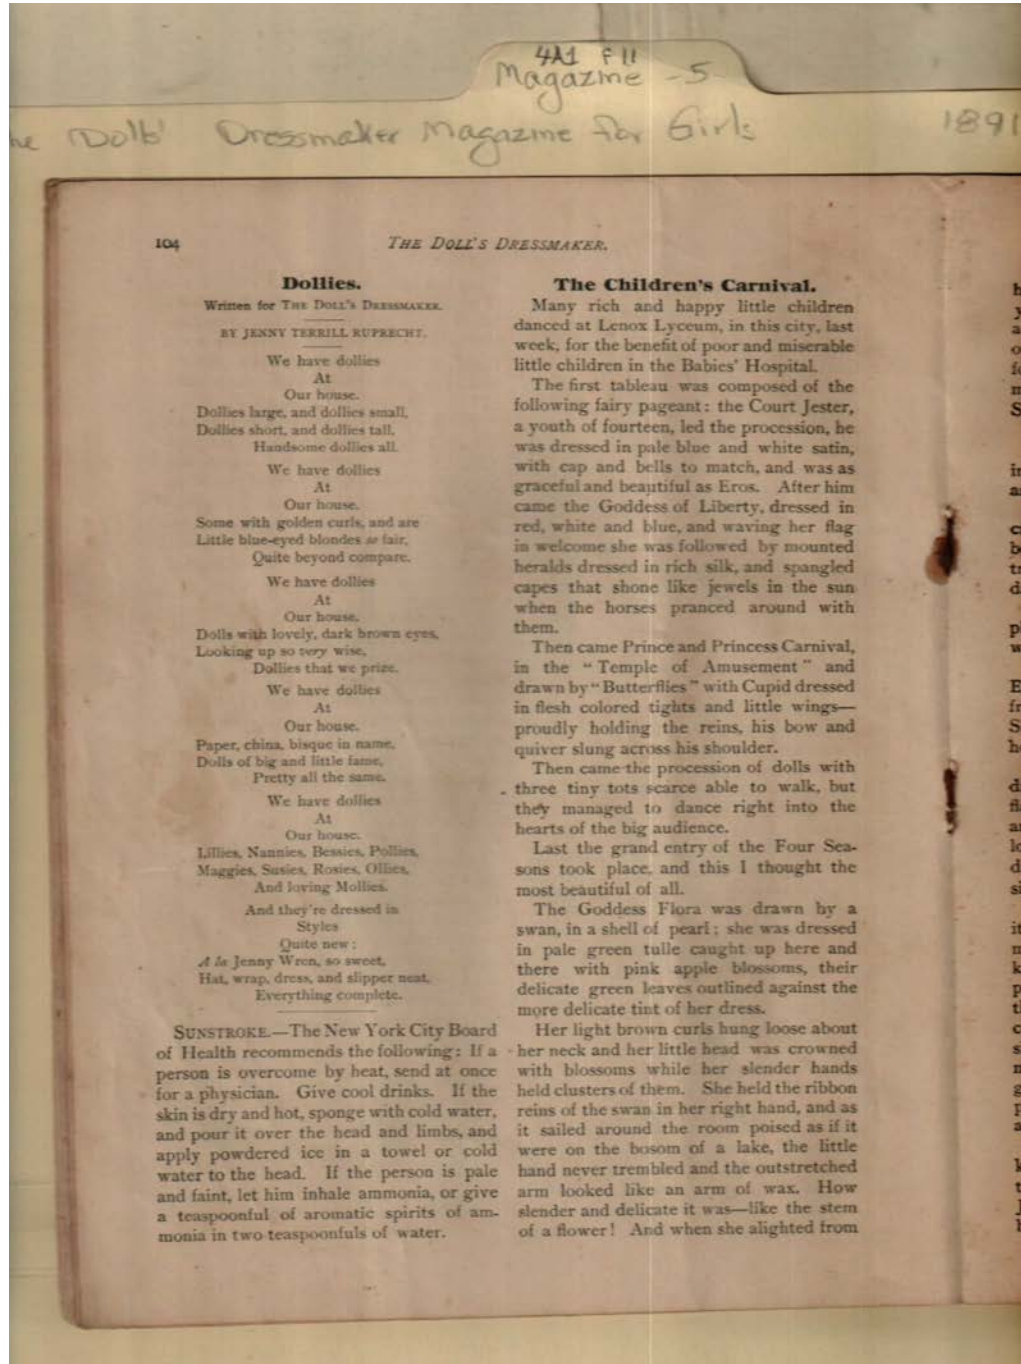 4A1 F 11
Magazine - 5
he Dolls' Dressmaker Magazine for Girls 1891
104
THE DOLL'S DRESSMAKER.
Dollies.
Written for THE DOLL'S DRESSMAKER.
BY JENNY TERRILL RUPRECHT.
We have dollies
At
Our house.
Dollies large, and dollies small,
Dollies short, and dollies tall,
Handsome dollies all.
We have dollies
At
Our house.
Some with golden curls, and are
Little blue-eyed blondes so fair,
Quite beyond compare.
We have dollies
At
Our house.
Dolls with lovely, dark brown eyes,
Looking up so very wise,
Dollies that we prize.
We have dollies
At
Our house.
Paper, china, bisque in name,
Dolls of big and little fame,
Pretty all the same.
We have dollies
At
Our house.
Lillies, Nannies, Bessies, Pollies,
Maggies, Susies, Rosies, Ollies,
And loving Mollies.
And they're dressed in
Styles
Quite new:
A la Jenny Wren, so sweet,
Hat, wrap, dress, and slipper neat,
Everything complete.
SUNSTROKE.—The New York City Board
of Health recommends the following: If a
person is overcome by heat, send at once
for a physician. Give cool drinks. If the
skin is dry and hot, sponge with cold water,
and pour it over the head and limbs, and
apply powdered ice in a towel or cold
water to the head. If the person is pale
and faint, let him inhale ammonia, or give
a teaspoonful of aromatic spirits of am-
monia in two teaspoonfuls of water.
The Children's Carnival.
Many rich and happy little children
danced at Lenox Lyceum, in this city, last
week, for the benefit of poor and miserable
little children in the Babies' Hospital.
The first tableau was composed of the
following fairy pageant: the Court Jester,
a youth of fourteen, led the procession, he
was dressed in pale blue and white satin,
with cap and bells to match, and was as
graceful and beautiful as Eros. After him
came the Goddess of Liberty, dressed in
red, white and blue, and waving her flag
in welcome she was followed by mounted
heralds dressed in rich silk, and spangled
capes that shone like jewels in the sun
when the horses pranced around with
them.
Then came Prince and Princess Carnival,
in the "Temple of Amusement" and
drawn by "Butterflies" with Cupid dressed
in flesh colored tights and little wings—
proudly holding the reins, his bow and
quiver slung across his shoulder.
Then came the procession of dolls with
three tiny tots scarce able to walk, but
they managed to dance right into the
hearts of the big audience.
Last the grand entry of the Four Sea-
sons took place, and this I thought the
most beautiful of all.
The Goddess Flora was drawn by a
swan, in a shell of pearl; she was dressed
in pale green tulle caught up here and
there with pink apple blossoms, their
delicate green leaves outlined against the
more delicate tint of her dress.
Her light brown curls hung loose about
her neck and her little head was crowned
with blossoms while her slender hands
held clusters of them. She held the ribbon
reins of the swan in her right hand, and as
it sailed around the room poised as if it
were on the bosom of a lake, the little
hand never trembled and the outstretched
arm looked like an arm of wax. How
slender and delicate it was—like the stem
of a flower! And when she alighted from